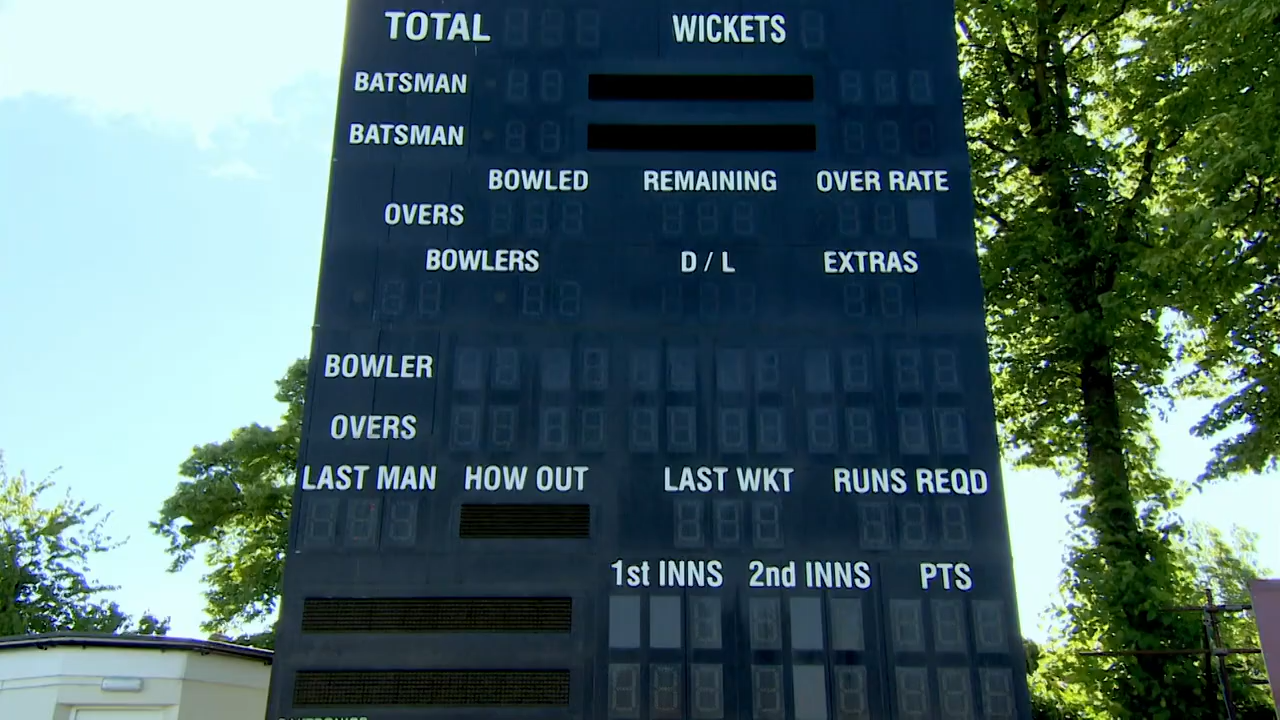 TOTAL WICKETS
BATSMAN
BATSMAN
BOWLED REMAINING OVER RATE
OVERS
BOWLERS D / L EXTRAS
BOWLER
OVERS
LAST MAN HOW OUT LAST WKT RUNS REQD
1st INNS 2nd INNS PTS